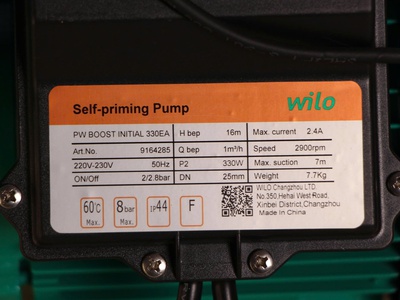 Self-priming Pump wilo
PW BOOST INITIAL 330EA H bep 16m Max. current 2.4A
Art.No. 9164285 Q bep 1m³/h Speed 2900rpm
220V-230V 50Hz P2 330W Max. suction 7m
ON/Off 2/2.8bar DN 25mm Weight 7.7Kg
60℃ Max. 8bar Max. IP44 F
WILO Changzhou LTD.
No.350,Hehai West Road,
Xinbei District,Changzhou
Made In China